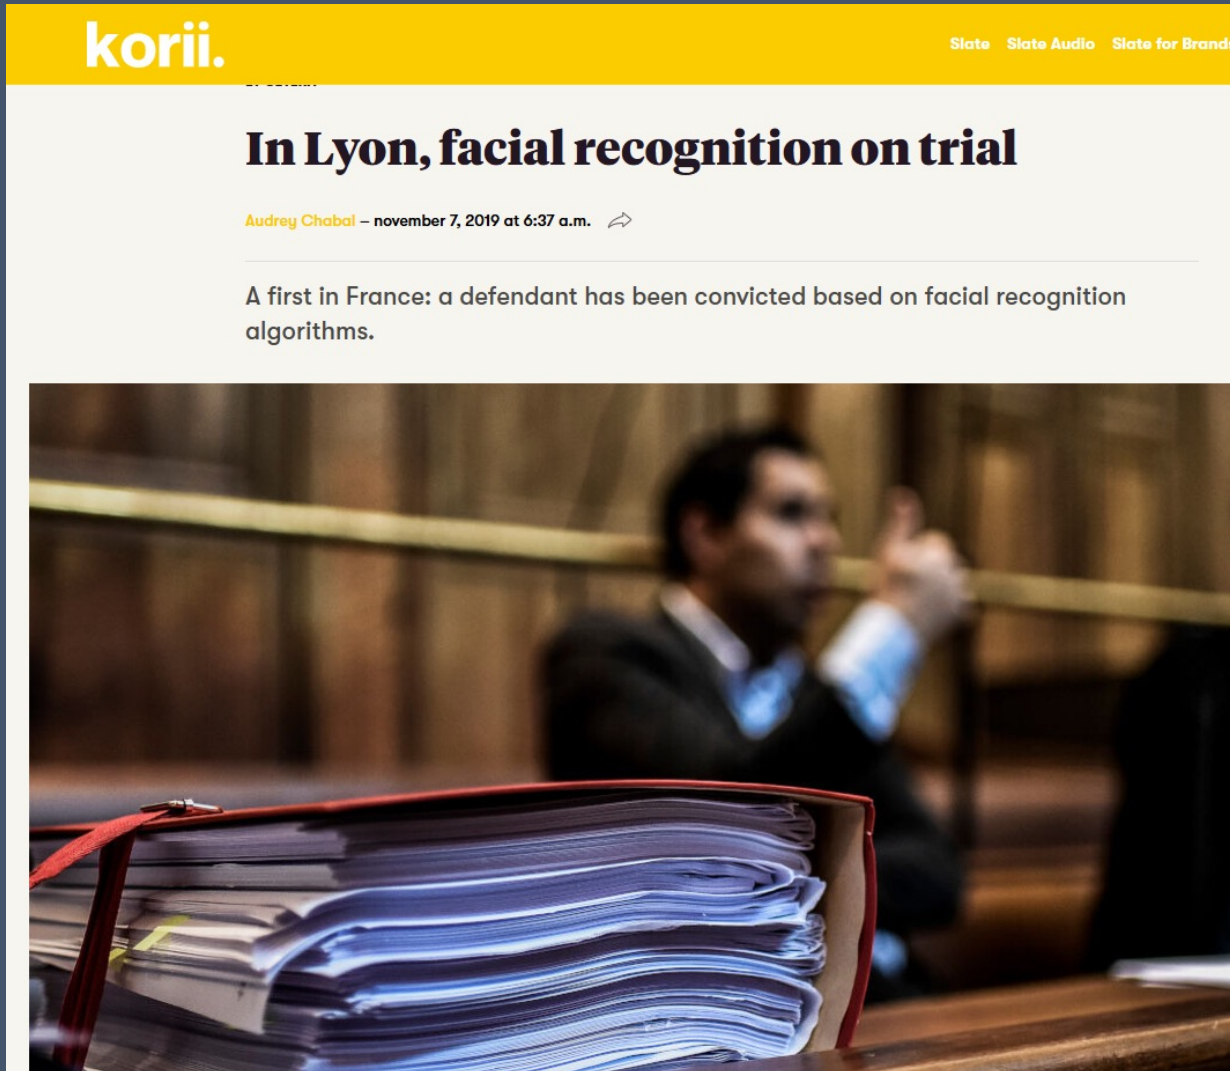 korii.
Slate Slate Audio Slate for Brands
In Lyon, facial recognition on trial
Audrey Chabal – november 7, 2019 at 6:37 a.m.
A first in France: a defendant has been convicted based on facial recognition
algorithms.